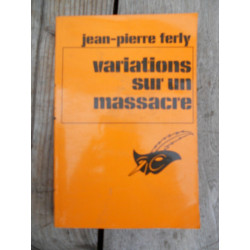 jean-pierre ferly
variations
sur un
massacre